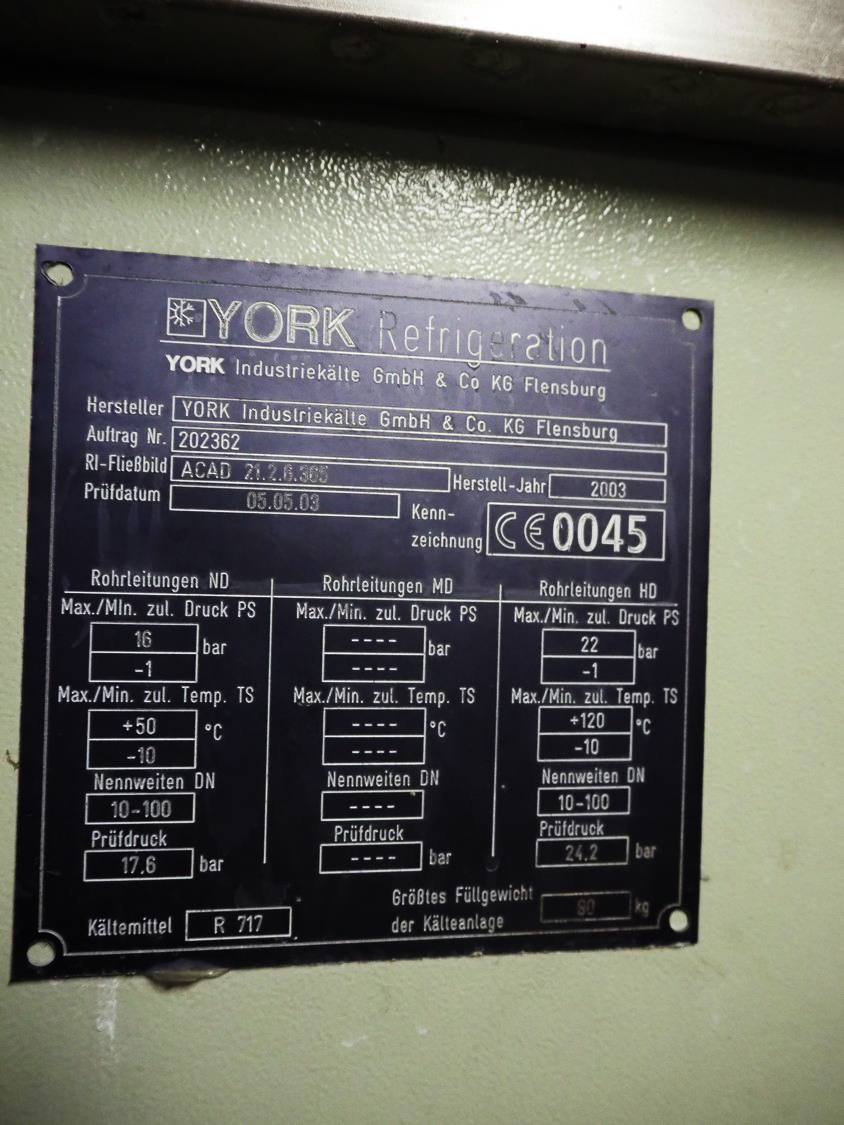 YORK Refrigeration
YORK Industriekälte GmbH & Co KG Flensburg
Hersteller YORK Industriekälte GmbH & Co. KG Flensburg
Auftrag Nr. 202362
RI-Fließbild ACAD 21.2.6.365 Herstell-Jahr 2003
Prüfdatum 05.05.03
Kenn-
zeichnung CE 0045
Rohrleitungen ND
Max./MIn. zul. Druck PS
16 bar
-1
Max./Min. zul. Temp. TS
+50 °C
-10
Nennweiten DN
10-100
Prüfdruck
17,6 bar
Rohrleitungen MD
Max./Min. zul. Druck PS
---- bar
----
Max./Min. zul. Temp. TS
---- °C
----
Nennweiten DN
----
Prüfdruck
---- bar
Rohrleitungen HD
Max./Min. zul. Druck PS
22 bar
-1
Max./Min. zul. Temp. TS
+120 °C
-10
Nennweiten DN
10-100
Prüfdruck
24,2 bar
Kältemittel R 717
Größtes Füllgewicht
der Kälteanlage kg